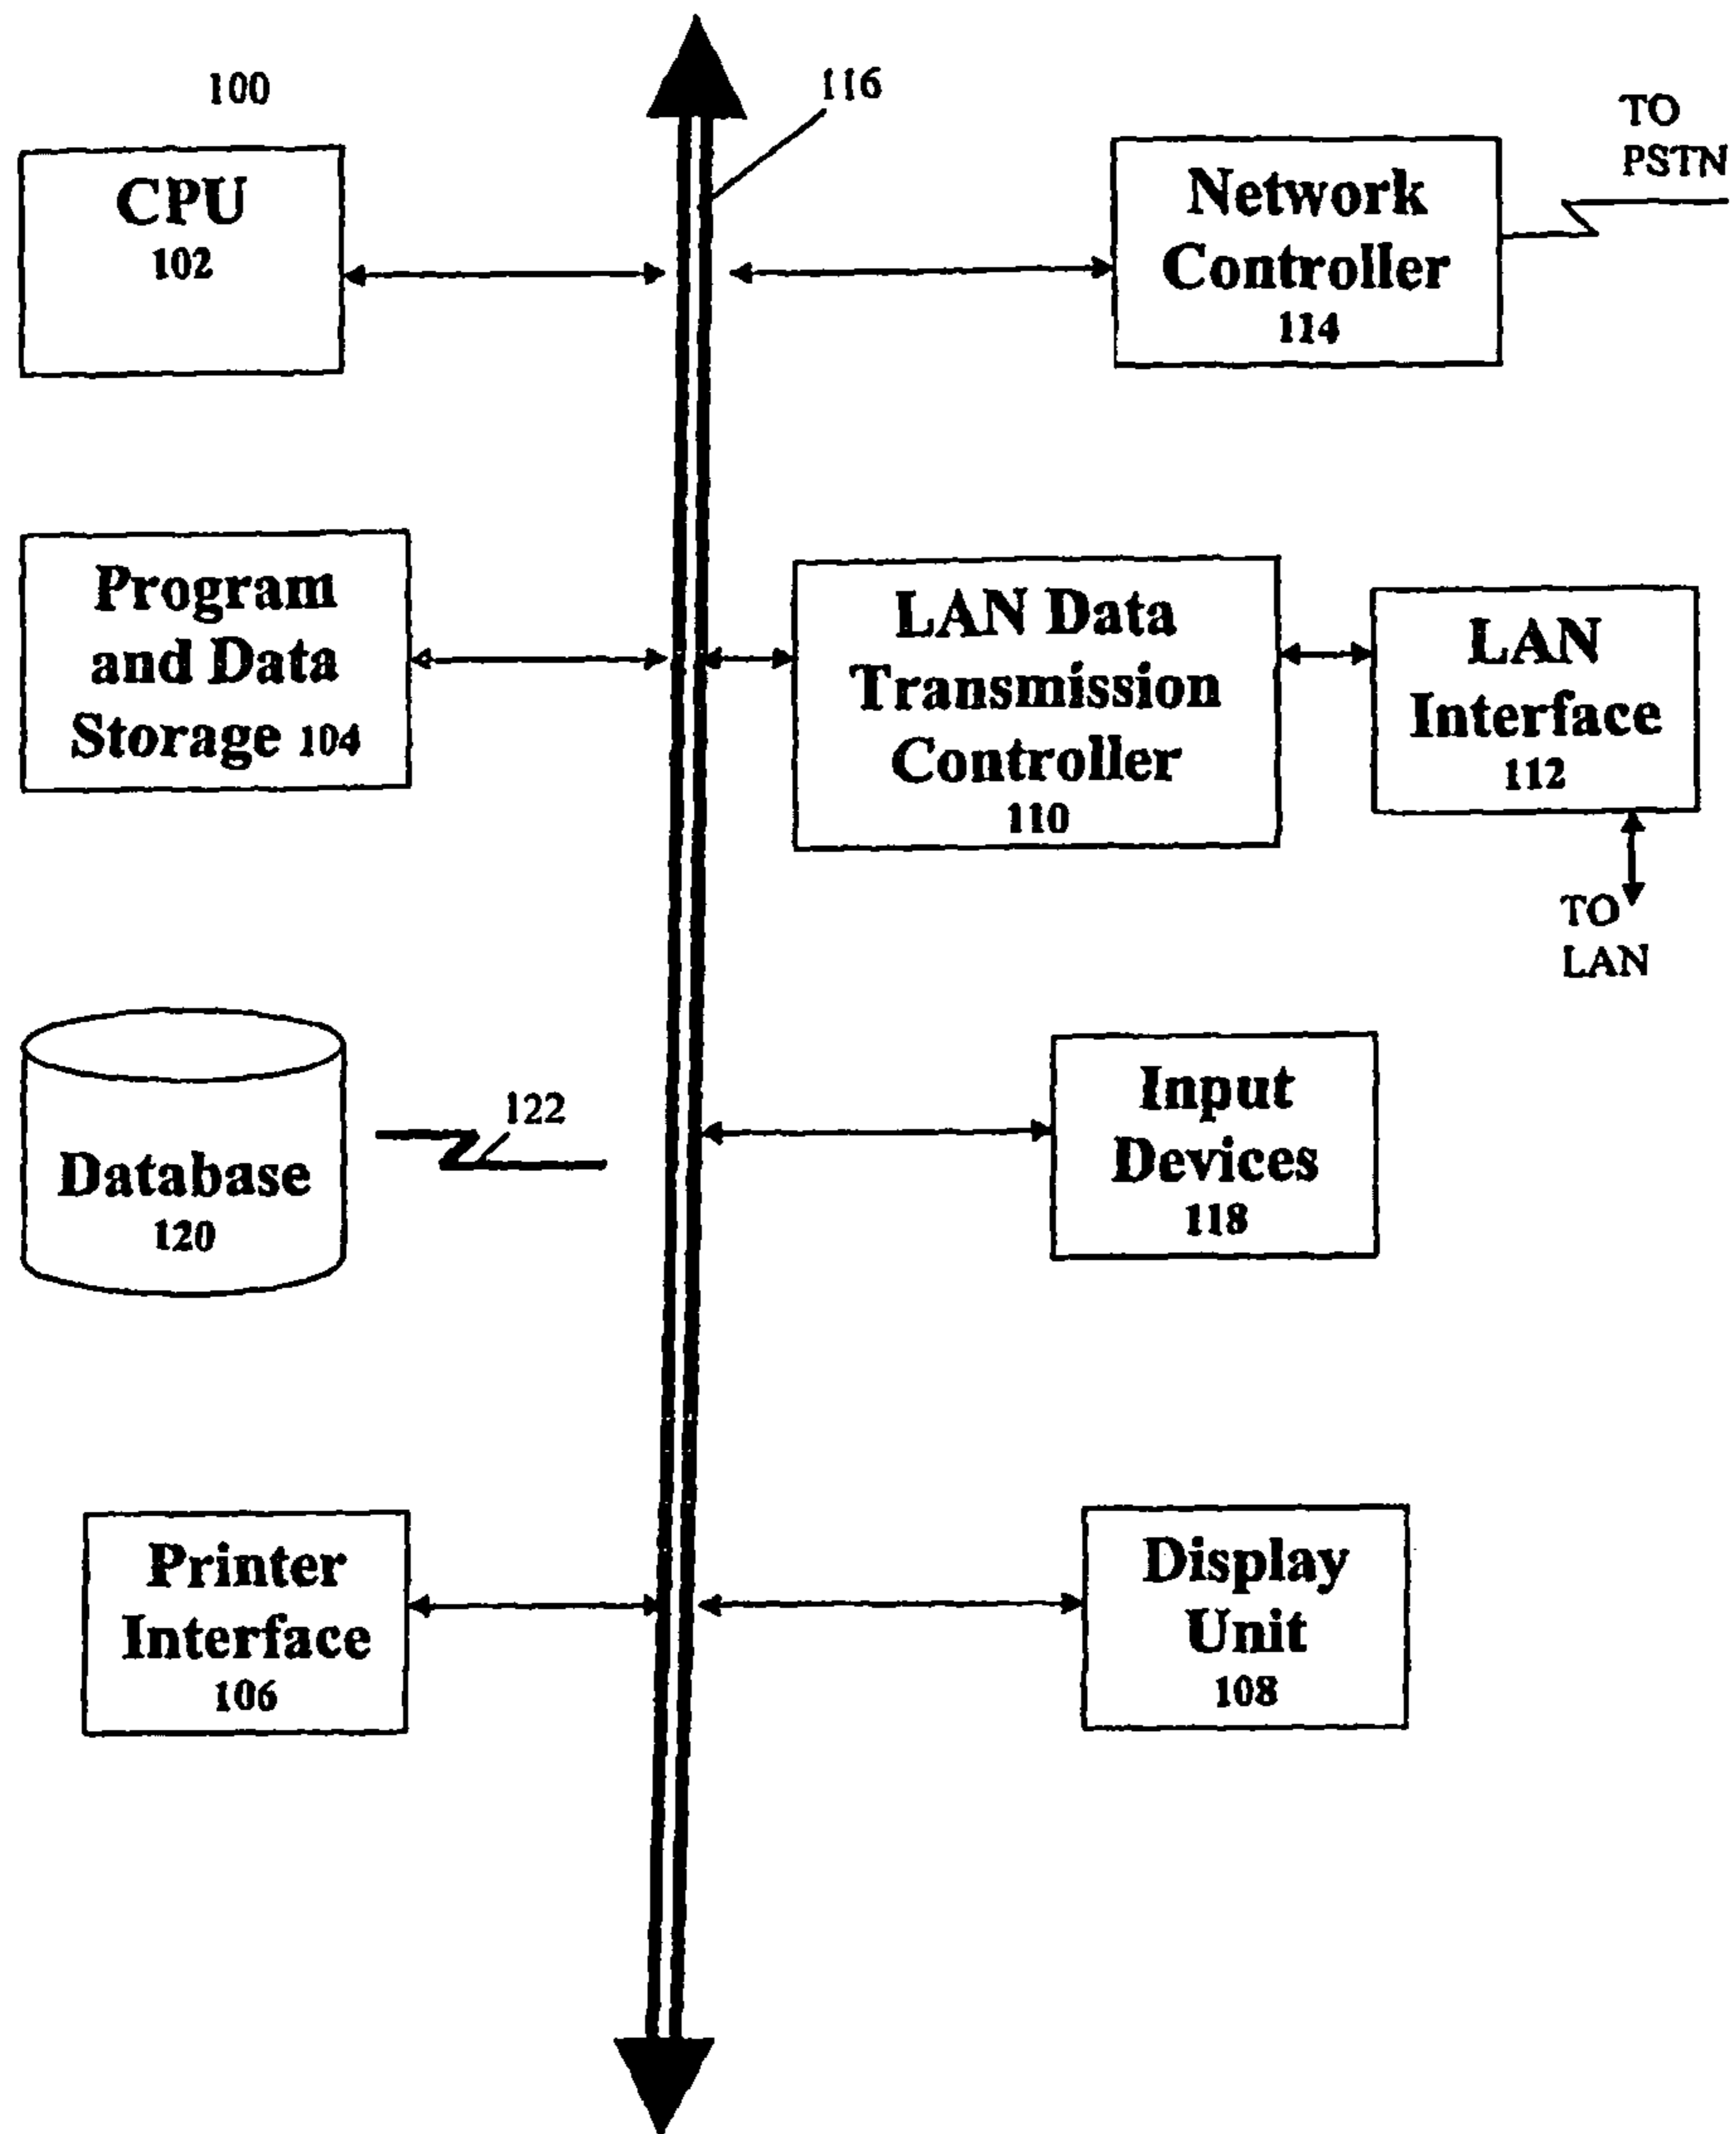 100
116
TO
PSTN
CPU
102
Network
Controller
114
Program
and Data
Storage 104
LAN Data
Transmission
Controller
110
LAN
Interface
112
TO
LAN
Database
120
122
Input
Devices
118
Printer
Interface
106
Display
Unit
108